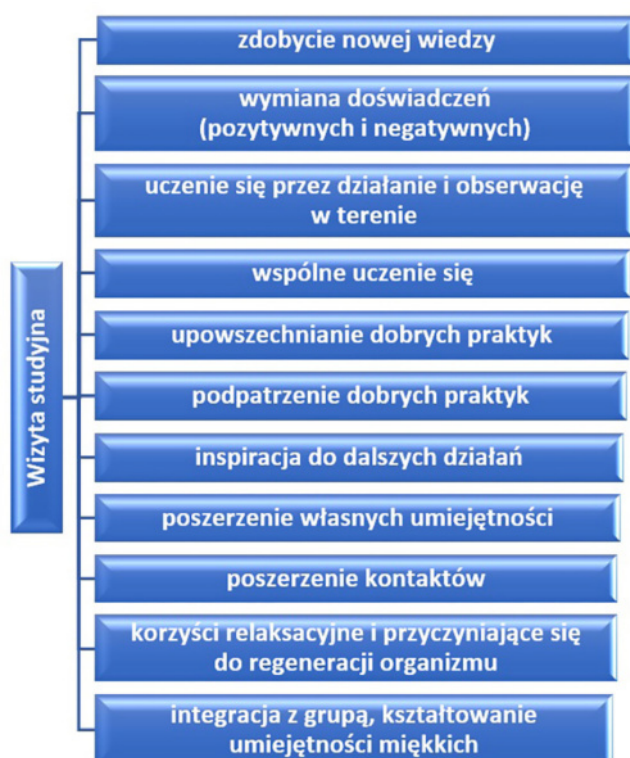 Wizyta studyjna
zdobycie nowej wiedzy
wymiana doświadczeń
(pozytywnych i negatywnych)
uczenie się przez działanie i obserwację
w terenie
wspólne uczenie się
upowszechnianie dobrych praktyk
podpatrzenie dobrych praktyk
inspiracja do dalszych działań
poszerzenie własnych umiejętności
poszerzenie kontaktów
korzyści relaksacyjne i przyczyniające się
do regeneracji organizmu
integracja z grupą, kształtowanie
umiejętności miękkich